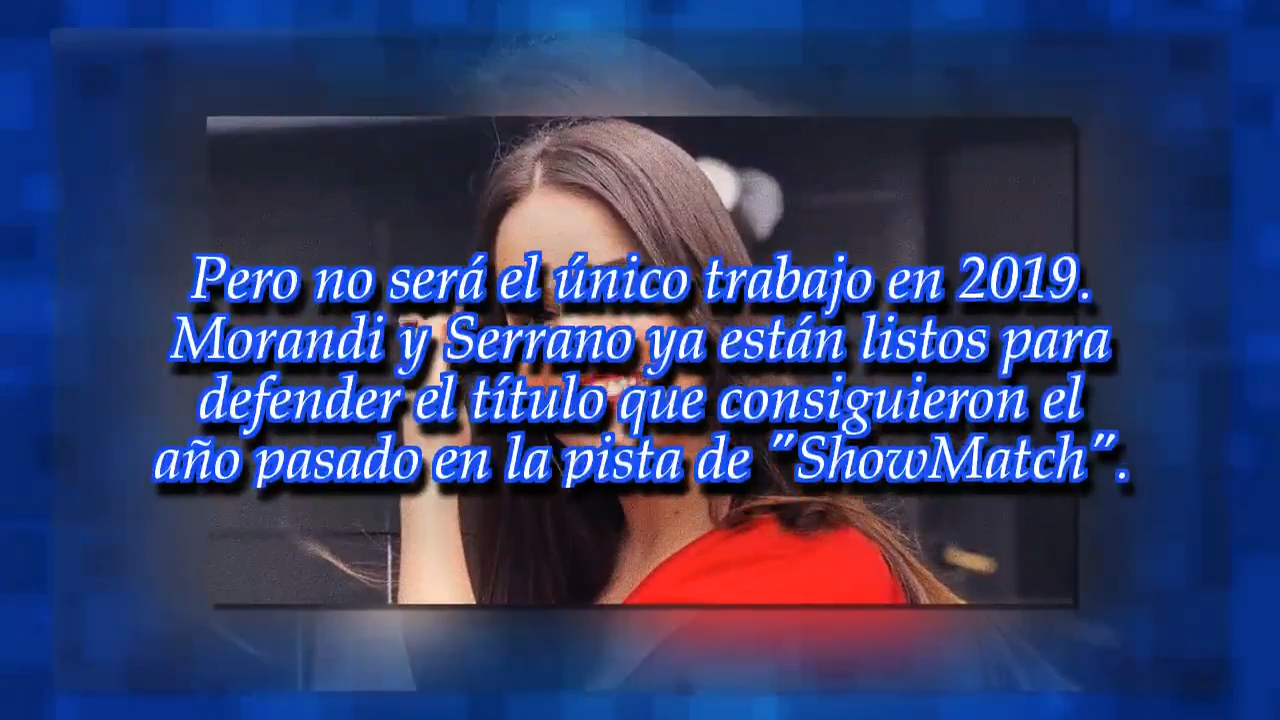 Pero no será el único trabajo en 2019.
Morandi y Serrano ya están listos para
defender el título que consiguieron el
año pasado en la pista de "ShowMatch".